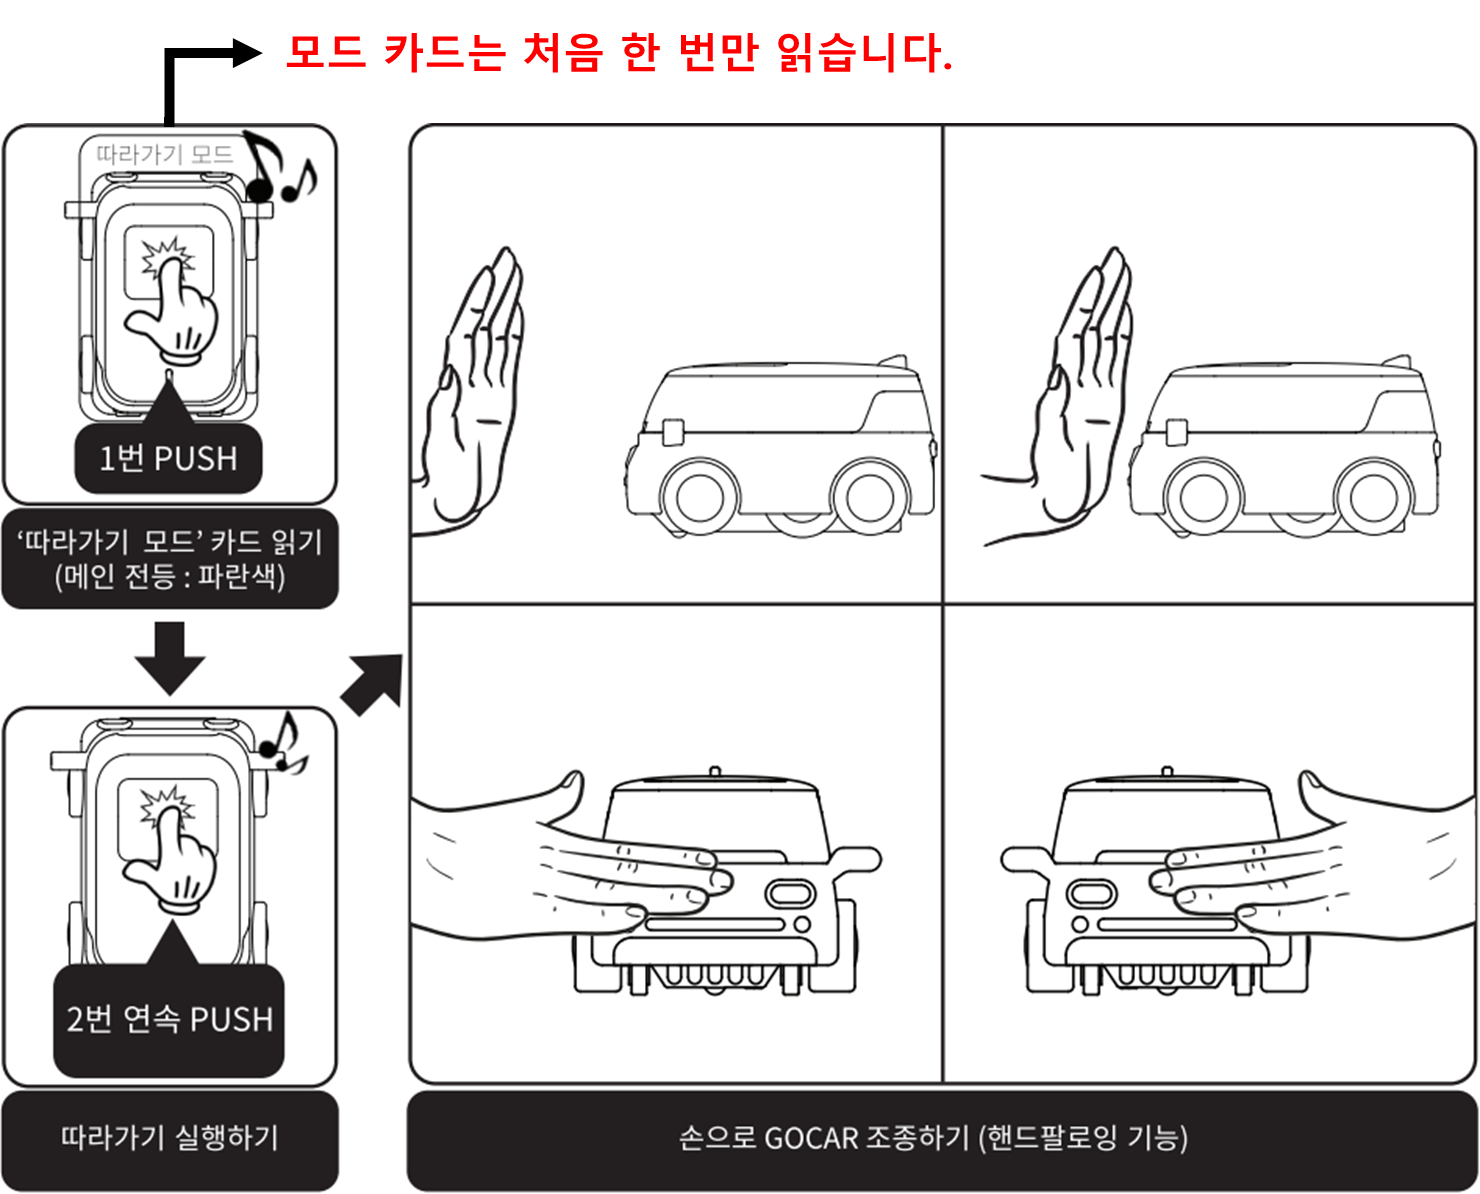 모드 카드는 처음 한 번만 읽습니다.
따라가기 모드
1번 PUSH
‘따라가기 모드’ 카드 읽기
(메인 전등 : 파란색)
2번 연속 PUSH
따라가기 실행하기
손으로 GOCAR 조종하기 (핸드팔로잉 기능)